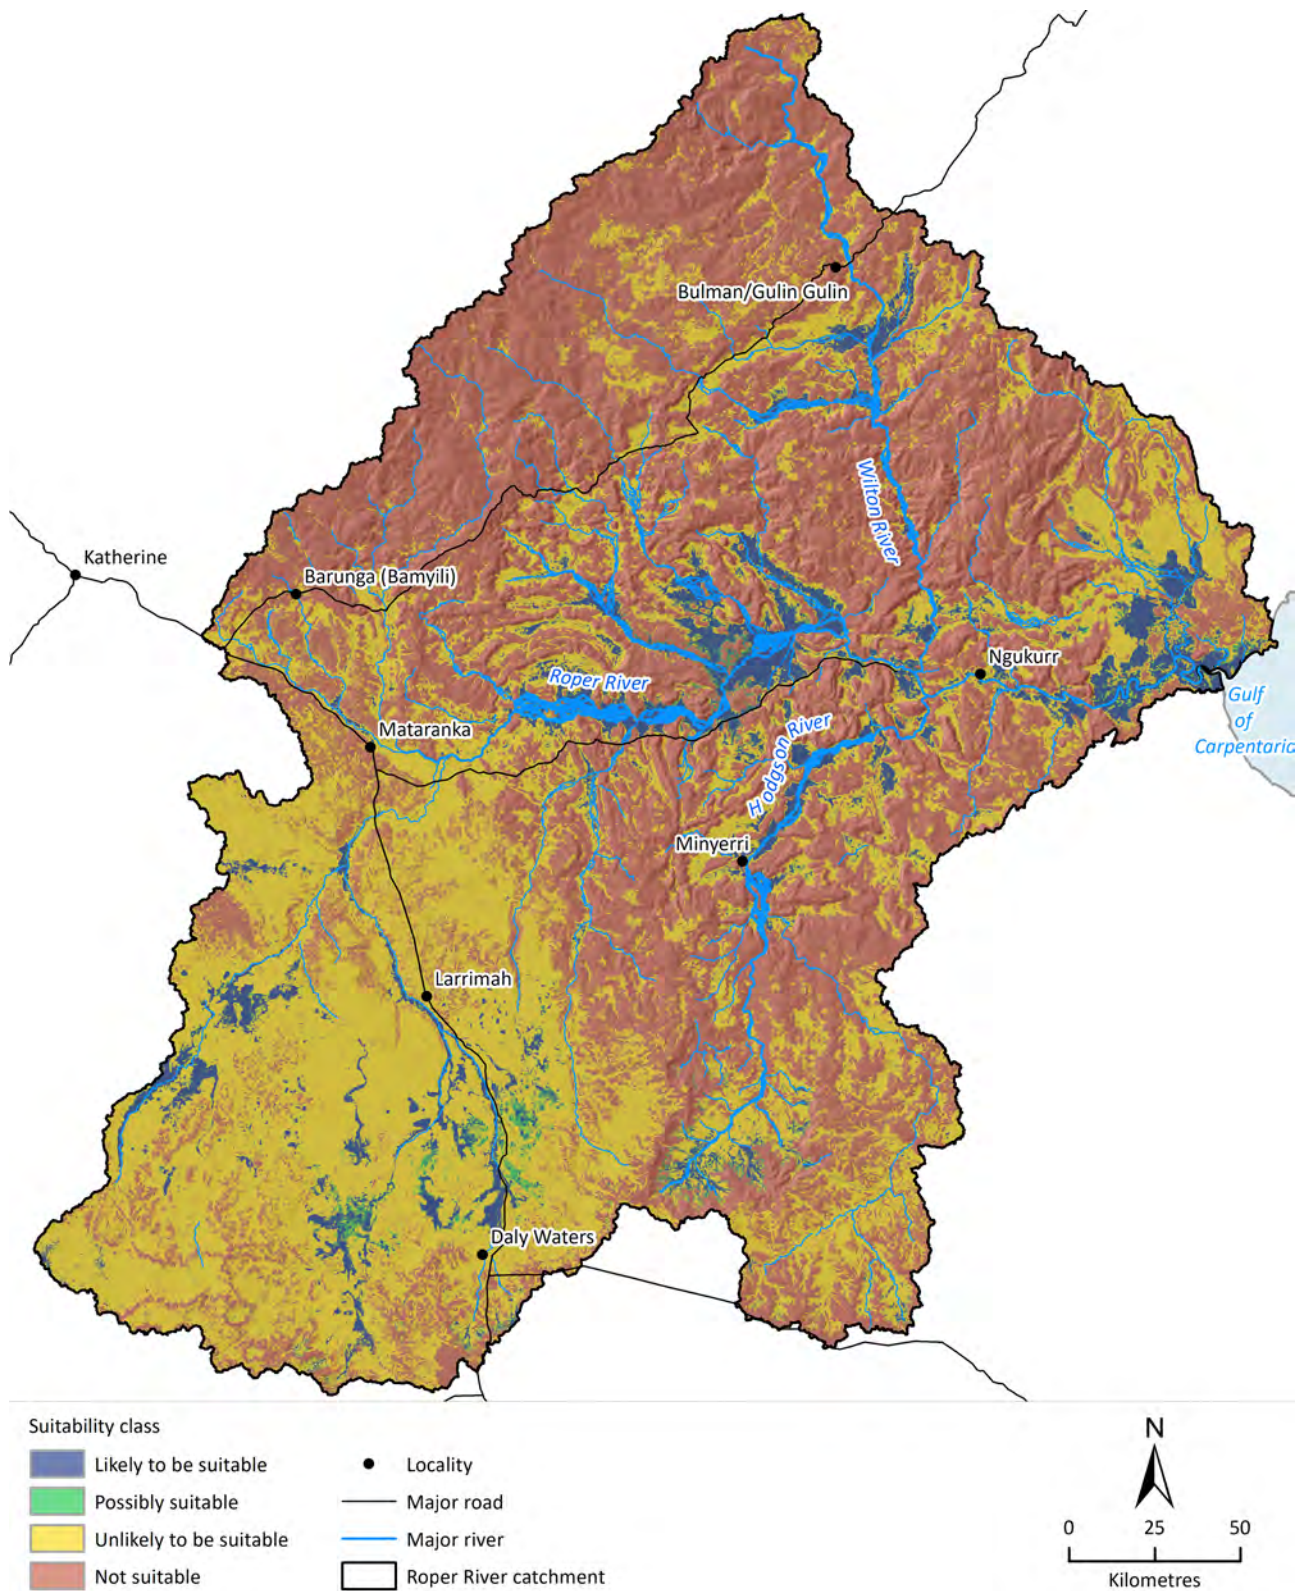 Bulman/Gulin Gulin
Wilton River
Katherine
Barunga (Bamyili)
Ngukurr
Roper River
Gulf
of
Carpentaria
Mataranka
Hodgson River
Minyerri
Larrimah
Daly Waters
Suitability class
Likely to be suitable
Possibly suitable
Unlikely to be suitable
Not suitable
Locality
Major road
Major river
Roper River catchment
N
0 25 50
Kilometres